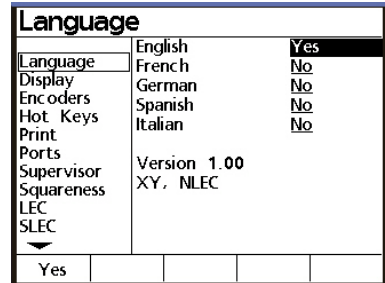 Language
Language
Display
Encoders
Hot Keys
Print
Ports
Supervisor
Squareness
LEC
SLEC
English Yes
French No
German No
Spanish No
Italian No
Version 1.00
XY, NLEC
Yes